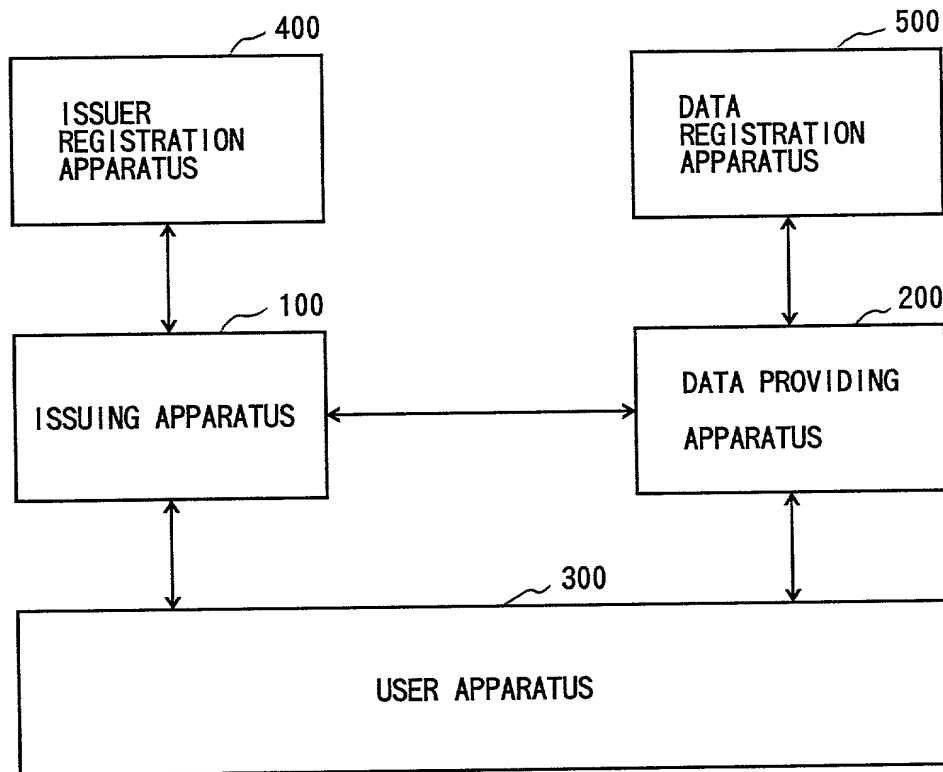 400
500
ISSUER
REGISTRATION
APPARATUS
DATA
REGISTRATION
APPARATUS
100
200
ISSUING APPARATUS
DATA PROVIDING
APPARATUS
300
USER APPARATUS